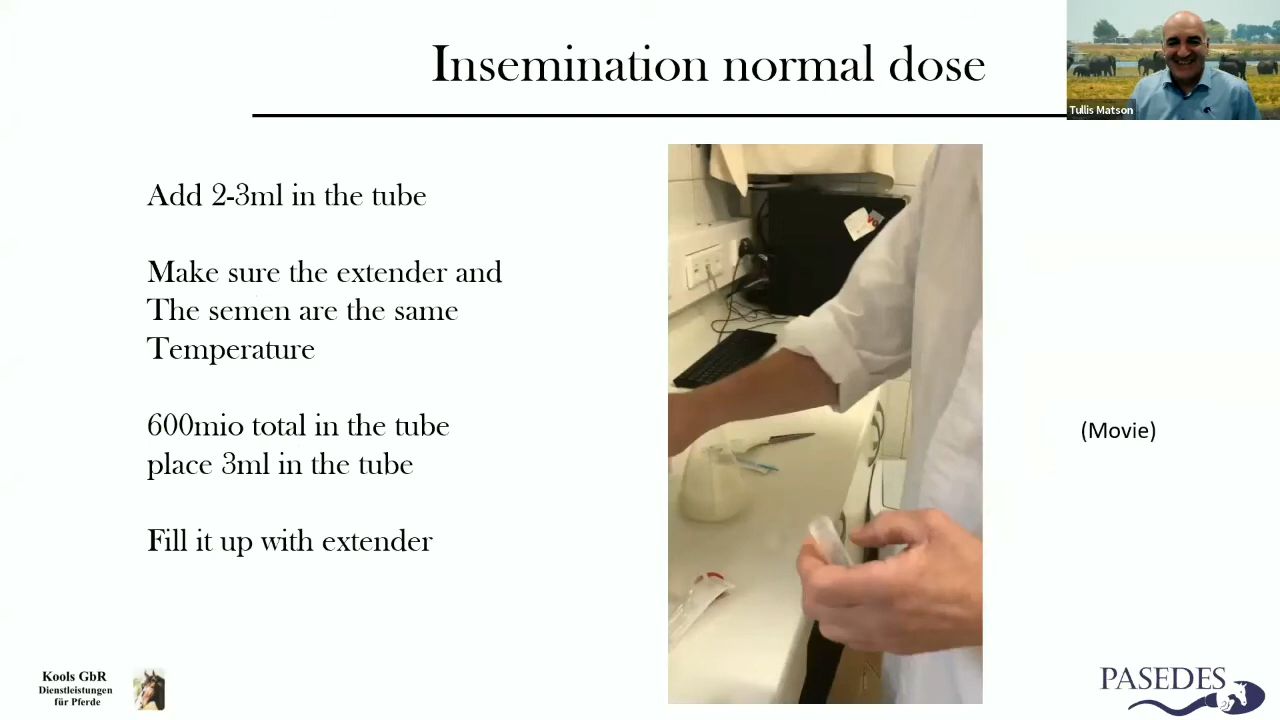 Insemination normal dose
Tullis Matson
Add 2-3ml in the tube
Make sure the extender and
The semen are the same
Temperature
600mio total in the tube
place 3ml in the tube
Fill it up with extender
(Movie)
Kools GbR
Dienstleistungen
für Pferde
PASEDES